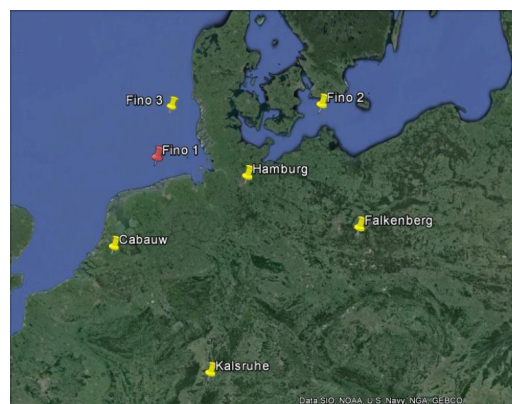 Fino 3
Fino 2
Fino 1
Hamburg
Falkenberg
Cabauw
Kalsruhe
Data SIO, NOAA, U.S. Navy, NGA, GEBCO